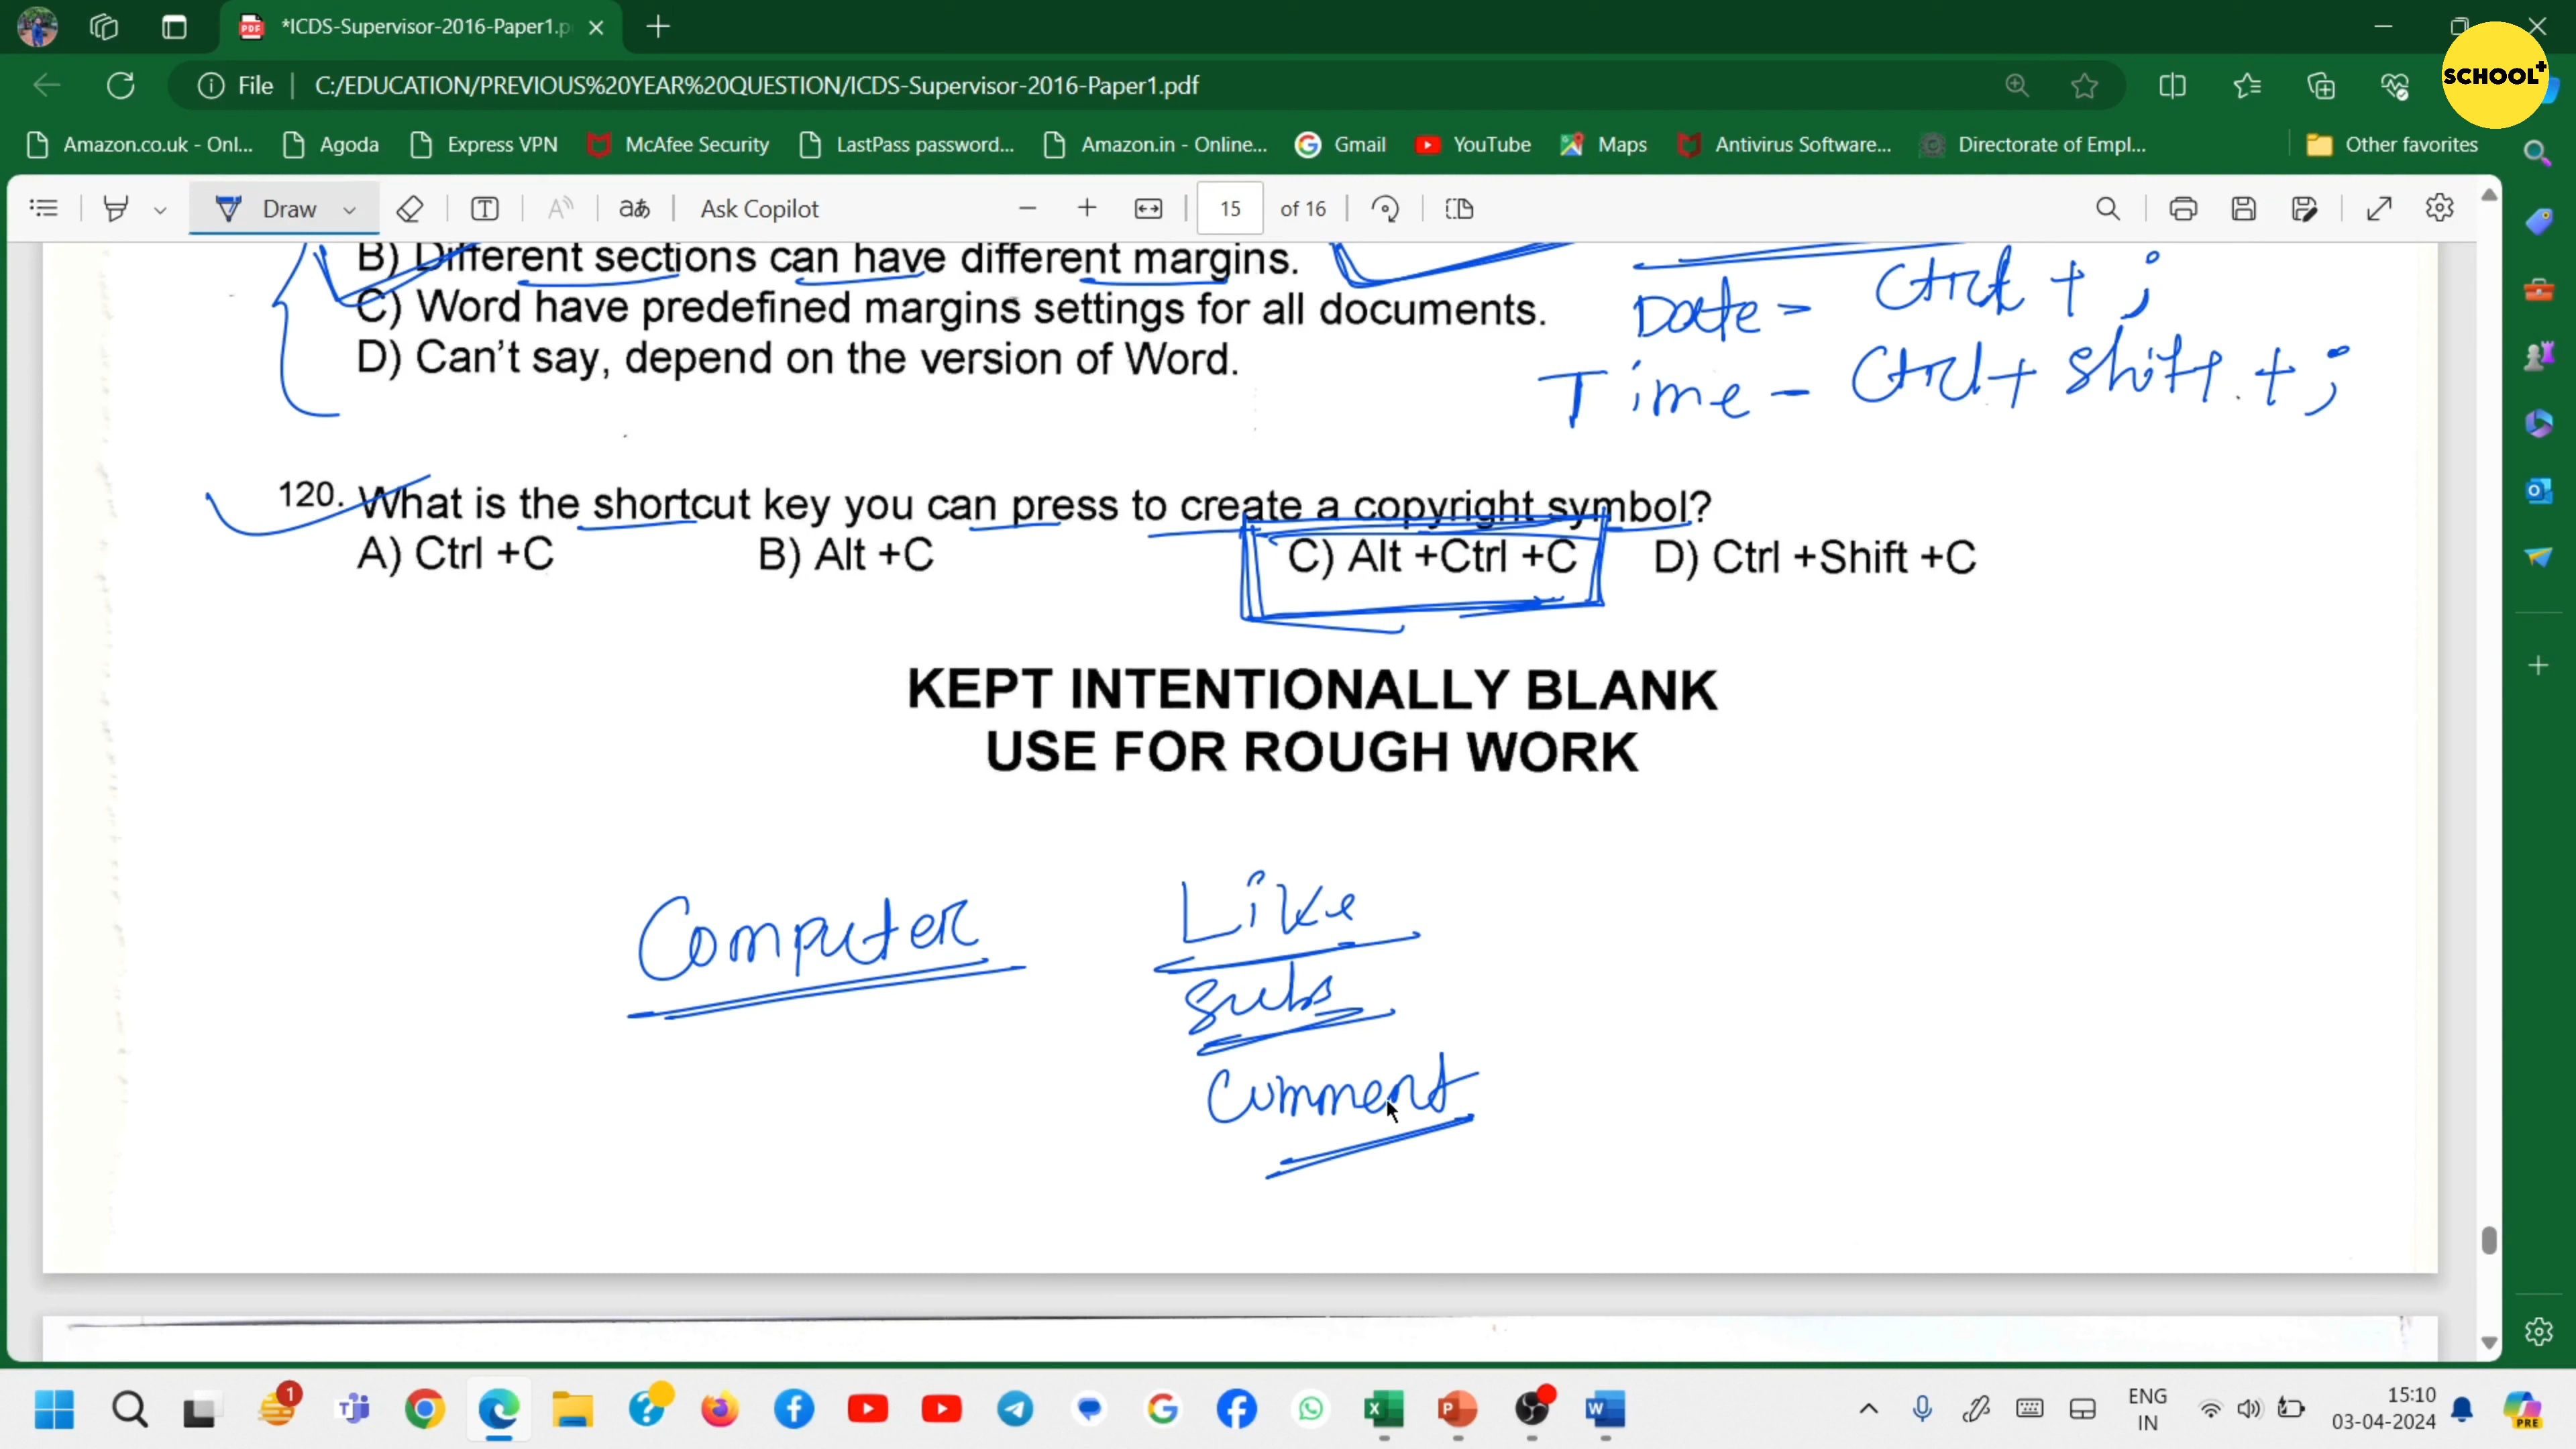 *ICDS-Supervisor-2016-Paper1.p
SCHOOL+
File
C:/EDUCATION/PREVIOUS%20YEAR%20QUESTION/ICDS-Supervisor-2016-Paper1.pdf
Amazon.co.uk - Onl... Agoda Express VPN McAfee Security LastPass password... Amazon.in - Online... Gmail YouTube Maps Antivirus Software... Directorate of Empl... Other favorites
Draw Ask Copilot 15 of 16
B) Different sections can have different margins.
C) Word have predefined margins settings for all documents.
D) Can't say, depend on the version of Word.
Date = Ctrl + ;
Time - Ctrl + Shift + ;
120. What is the shortcut key you can press to create a copyright symbol?
A) Ctrl +C B) Alt +C C) Alt +Ctrl +C D) Ctrl +Shift +C
KEPT INTENTIONALLY BLANK
USE FOR ROUGH WORK
Computer
Like
Subs
Comment
1
ENG
IN
15:10
03-04-2024
PRE